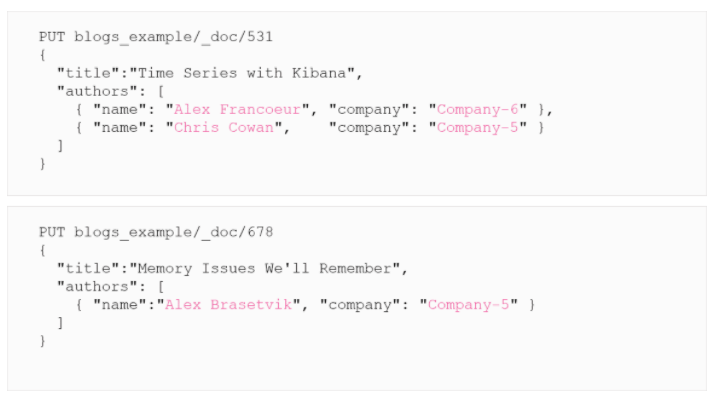 PUT blogs_example/_doc/531
{
  "title":"Time Series with Kibana",
  "authors": [
    { "name": "Alex Francoeur", "company": "Company-6" },
    { "name": "Chris Cowan",    "company": "Company-5" }
  ]
}
PUT blogs_example/_doc/678
{
  "title":"Memory Issues We'll Remember",
  "authors": [
    { "name":"Alex Brasetvik", "company": "Company-5" }
  ]
}